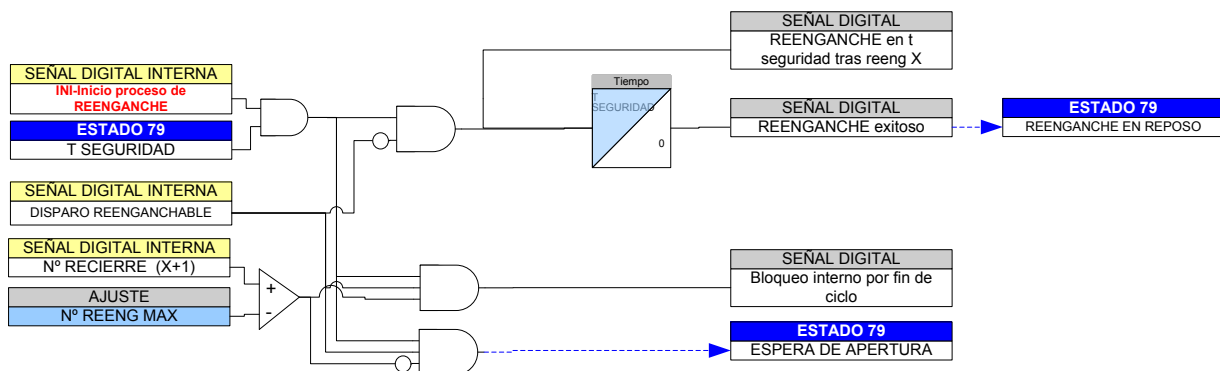 SEÑAL DIGITAL
REENGANCHE en t
seguridad tras reeng X
SEÑAL DIGITAL INTERNA
INI-Inicio proceso de
REENGANCHE
ESTADO 79
T SEGURIDAD
Tiempo
T
SEGURIDAD
0
SEÑAL DIGITAL
REENGANCHE exitoso
ESTADO 79
REENGANCHE EN REPOSO
SEÑAL DIGITAL INTERNA
DISPARO REENGANCHABLE
SEÑAL DIGITAL INTERNA
Nº RECIERRE (X+1)
AJUSTE
Nº REENG MAX
+
-
SEÑAL DIGITAL
Bloqueo interno por fin de
ciclo
ESTADO 79
ESPERA DE APERTURA